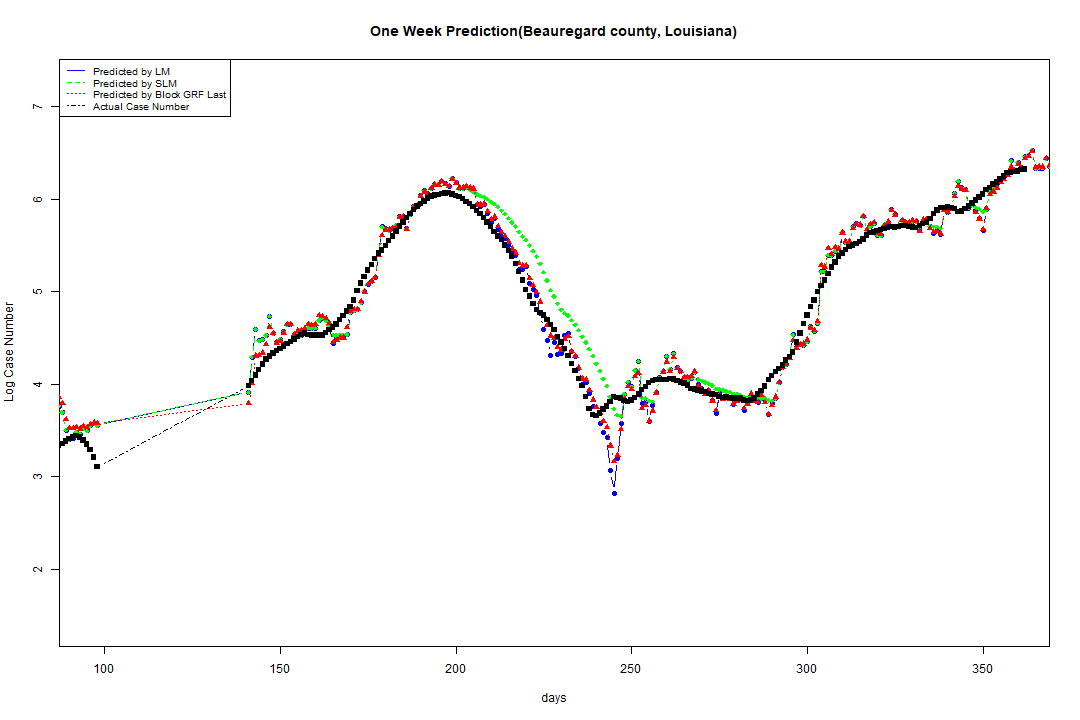 One Week Prediction(Beauregard county, Louisiana)
Predicted by LM
Predicted by SLM
Predicted by Block GRF Last
Actual Case Number
Log Case Number
7
6
5
4
3
2
100 150 200 250 300 350
days